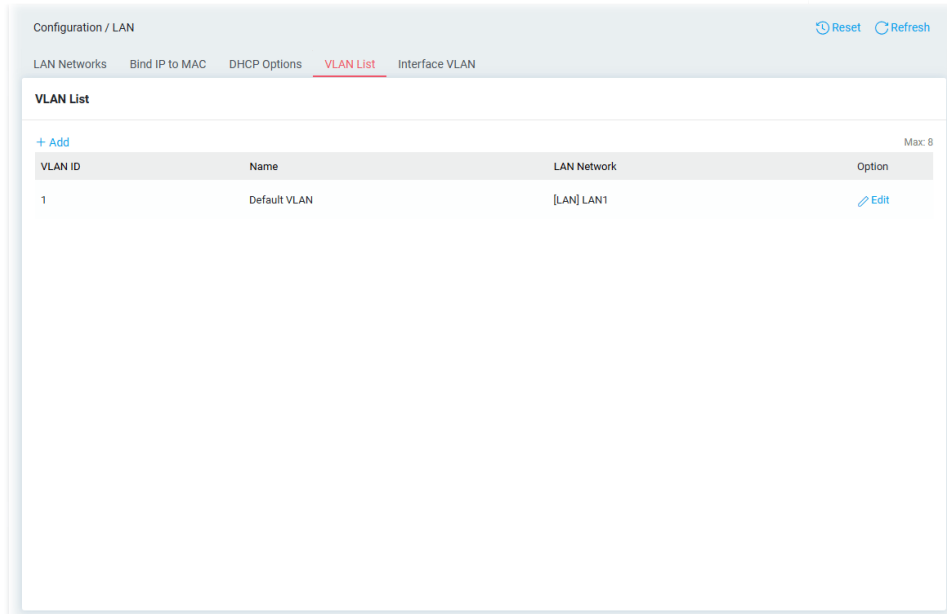 Configuration / LAN
Reset Refresh
LAN Networks Bind IP to MAC DHCP Options VLAN List Interface VLAN
VLAN List
+ Add Max: 8
VLAN ID Name LAN Network Option
1 Default VLAN [LAN] LAN1 Edit